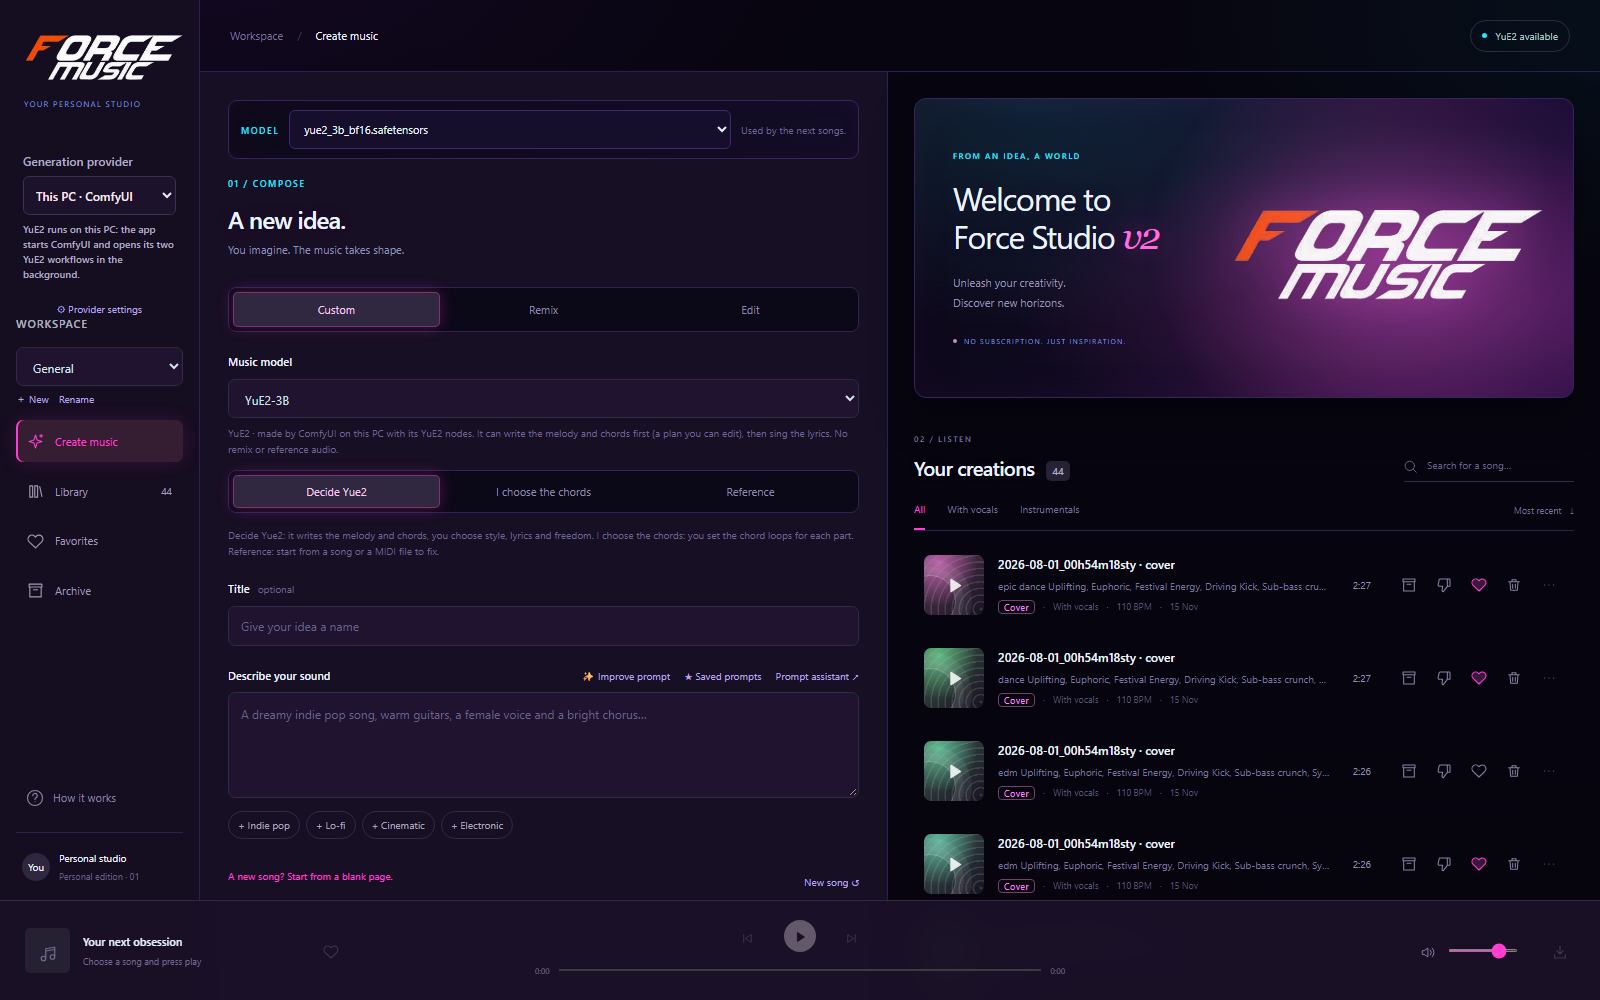 FORCE
MUSIC
YOUR PERSONAL STUDIO
Generation provider
This PC · ComfyUI
YuE2 runs on this PC: the app
starts ComfyUI and opens its two
YuE2 workflows in the
background.
⚙ Provider settings
WORKSPACE
General
+ New Rename
Create music
Library 44
Favorites
Archive
How it works
You
Personal studio
Personal edition · 01
Workspace / Create music
YuE2 available
MODEL yue2_3b_bf16.safetensors Used by the next songs.
01 / COMPOSE
A new idea.
You imagine. The music takes shape.
Custom Remix Edit
Music model
YuE2-3B
YuE2 · made by ComfyUI on this PC with its YuE2 nodes. It can write the melody and chords first (a plan you can edit), then sing the lyrics. No
remix or reference audio.
Decide Yue2 I choose the chords Reference
Decide Yue2: it writes the melody and chords, you choose style, lyrics and freedom. I choose the chords: you set the chord loops for each part.
Reference: start from a song or a MIDI file to fix.
Title optional
Give your idea a name
Describe your sound ✨ Improve prompt ★ Saved prompts Prompt assistant ↗
A dreamy indie pop song, warm guitars, a female voice and a bright chorus...
+ Indie pop + Lo-fi + Cinematic + Electronic
A new song? Start from a blank page.
New song ↺
FROM AN IDEA, A WORLD
Welcome to
Force Studio v2
Unleash your creativity.
Discover new horizons.
NO SUBSCRIPTION. JUST INSPIRATION.
FORCE
MUSIC
02 / LISTEN
Your creations 44
Search for a song...
All With vocals Instrumentals Most recent ↓
2026-08-01_00h54m18sty · cover
epic dance Uplifting, Euphoric, Festival Energy, Driving Kick, Sub-bass cru... 2:27
Cover · With vocals · 110 BPM · 15 Nov
2026-08-01_00h54m18sty · cover
dance Uplifting, Euphoric, Festival Energy, Driving Kick, Sub-bass crunch, ... 2:27
Cover · With vocals · 110 BPM · 15 Nov
2026-08-01_00h54m18sty · cover
edm Uplifting, Euphoric, Festival Energy, Driving Kick, Sub-bass crunch, Sy... 2:26
Cover · With vocals · 110 BPM · 15 Nov
2026-08-01_00h54m18sty · cover
edm Uplifting, Euphoric, Festival Energy, Driving Kick, Sub-bass crunch, Sy... 2:26
Cover · With vocals · 110 BPM · 15 Nov
Your next obsession
Choose a song and press play
0:00 0:00